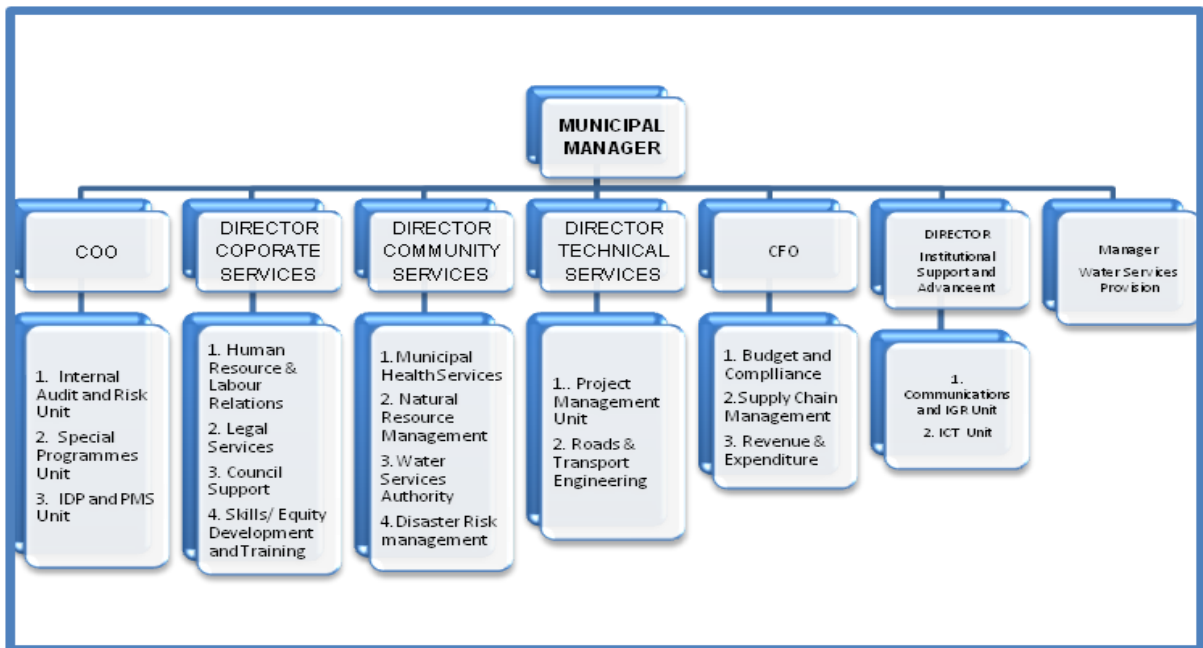 MUNICIPAL
MANAGER
COO
DIRECTOR
COPORATE
SERVICES
DIRECTOR
COMMUNITY
SERVICES
DIRECTOR
TECHNICAL
SERVICES
CFO
DIRECTOR
Institutional
Support and
Advanceent
Manager
Water Services
Provision
1. Internal
Audit and Risk
Unit
2. Special
Programmes
Unit
3. IDP and PMS
Unit
1. Human
Resource &
Labour
Relations
2. Legal
Services
3. Council
Support
4. Skills/ Equity
Development
and Training
1. Municipal
Health Services
2. Natural
Resource
Management
3. Water
Services
Authority
4. Disaster Risk
management
1.. Project
Management
Unit
2. Roads &
Transport
Engineering
1. Budget and
Complliance
2.Supply Chain
Management
3. Revenue &
Expenditure
1.
Communications
and IGR Unit
2. ICT Unit